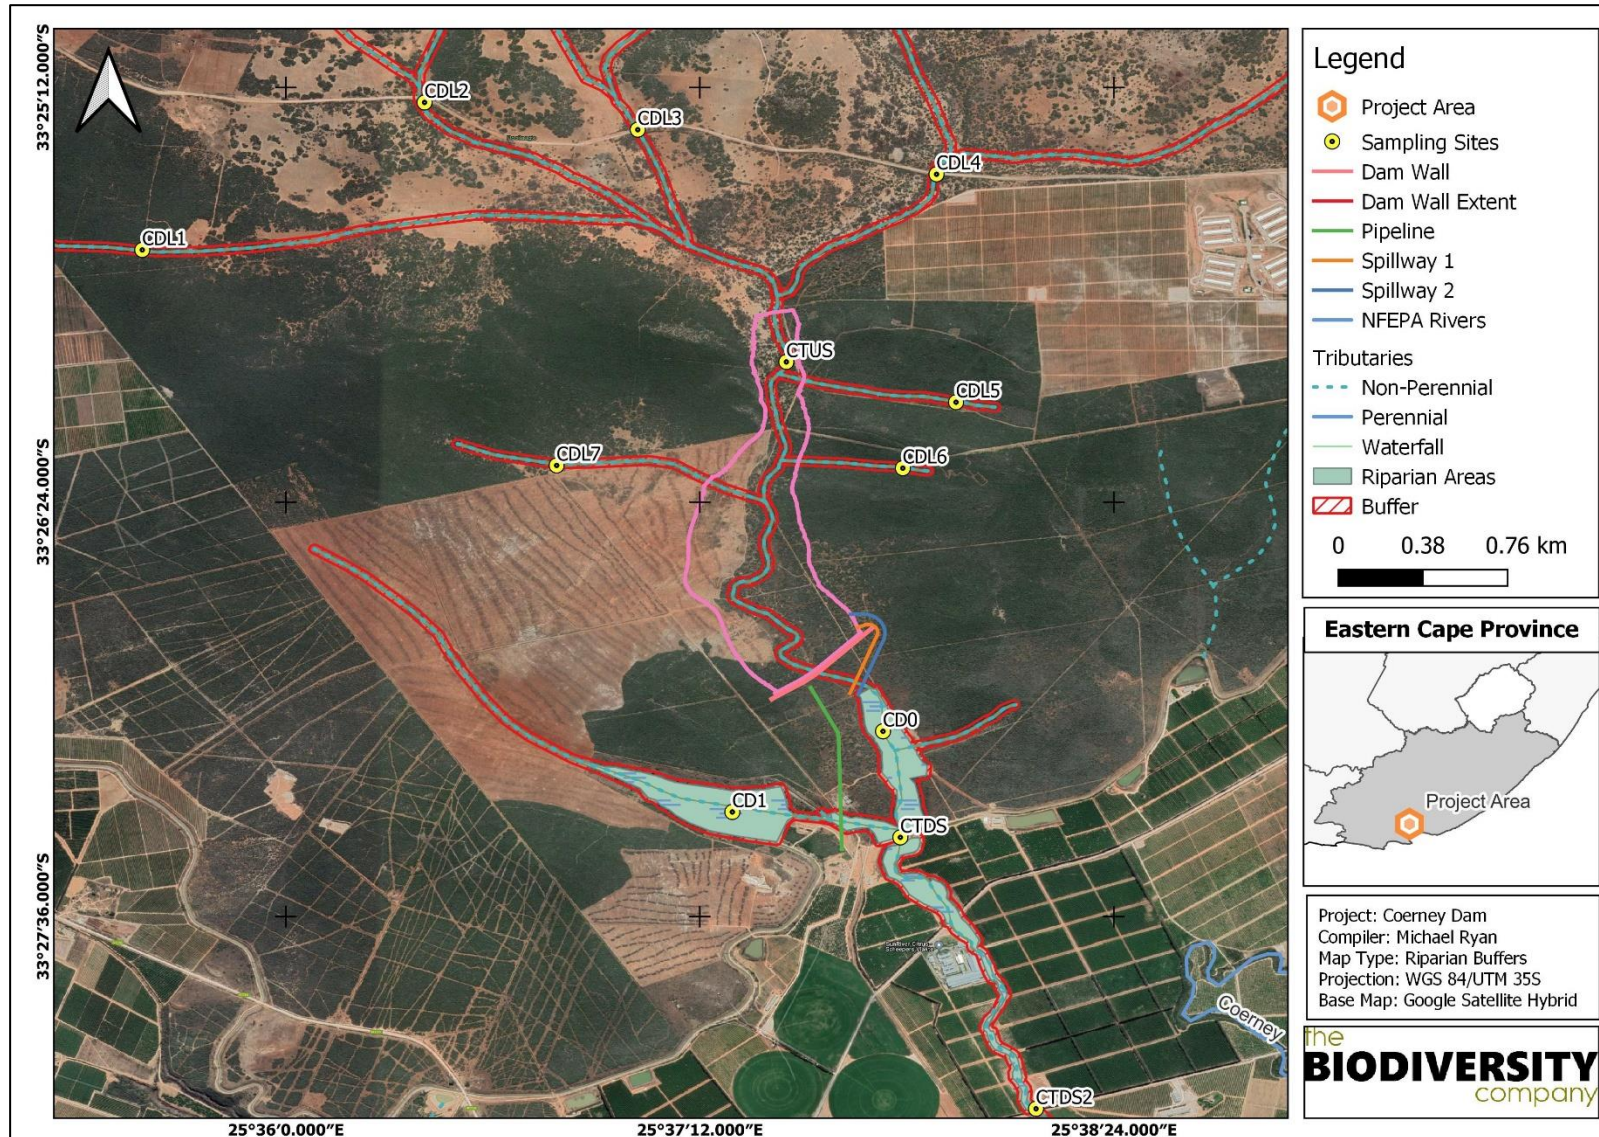 33°25'12.000"S
33°26'24.000"S
33°27'36.000"S
25°36'0.000"E
25°37'12.000"E
25°38'24.000"E
CDL2
CDL3
CDL4
CDL1
CTUS
CDL5
CDL7
CDL6
CD0
CD1
CTDS
CTDS2
Coerney
Legend
Project Area
Sampling Sites
Dam Wall
Dam Wall Extent
Pipeline
Spillway 1
Spillway 2
NFEPA Rivers
Tributaries
Non-Perennial
Perennial
Waterfall
Riparian Areas
Buffer
0 0.38 0.76 km
Eastern Cape Province
Project Area
Project: Coerney Dam
Compiler: Michael Ryan
Map Type: Riparian Buffers
Projection: WGS 84/UTM 35S
Base Map: Google Satellite Hybrid
the
BIODIVERSITY
company